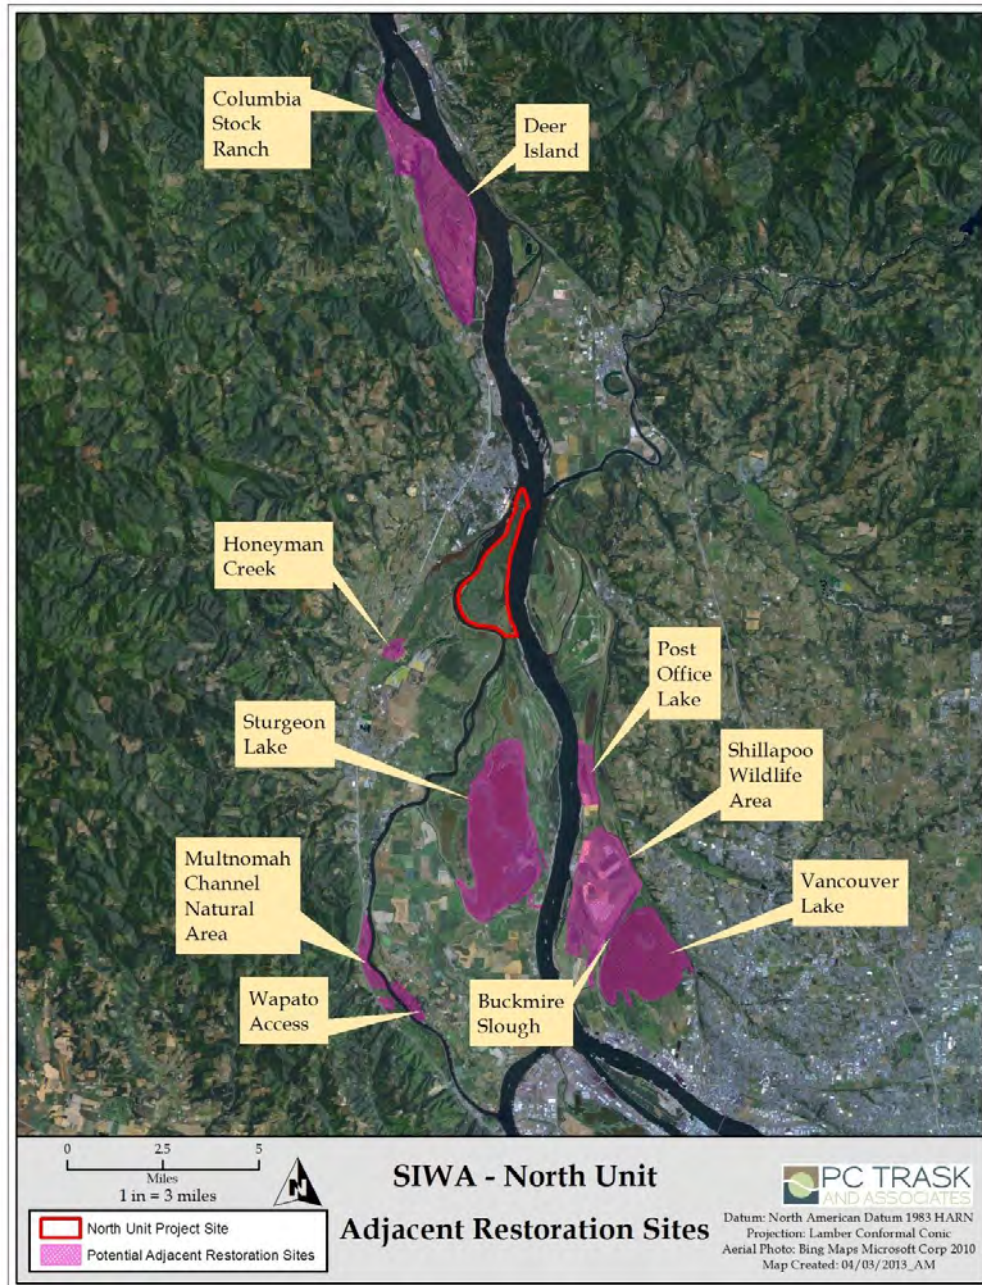 Columbia
Stock
Ranch
Deer
Island
Honeyman
Creek
Post
Office
Lake
Sturgeon
Lake
Shillapoo
Wildlife
Area
Multnomah
Channel
Natural
Area
Vancouver
Lake
Wapato
Access
Buckmire
Slough
0 2.5 5
Miles
1 in = 3 miles
N
North Unit Project Site
Potential Adjacent Restoration Sites
SIWA - North Unit
Adjacent Restoration Sites
PC TRASK
AND ASSOCIATES
Datum: North American Datum 1983 HARN
Projection: Lamber Conformal Conic
Aerial Photo: Bing Maps Microsoft Corp 2010
Map Created: 04/03/2013_AM